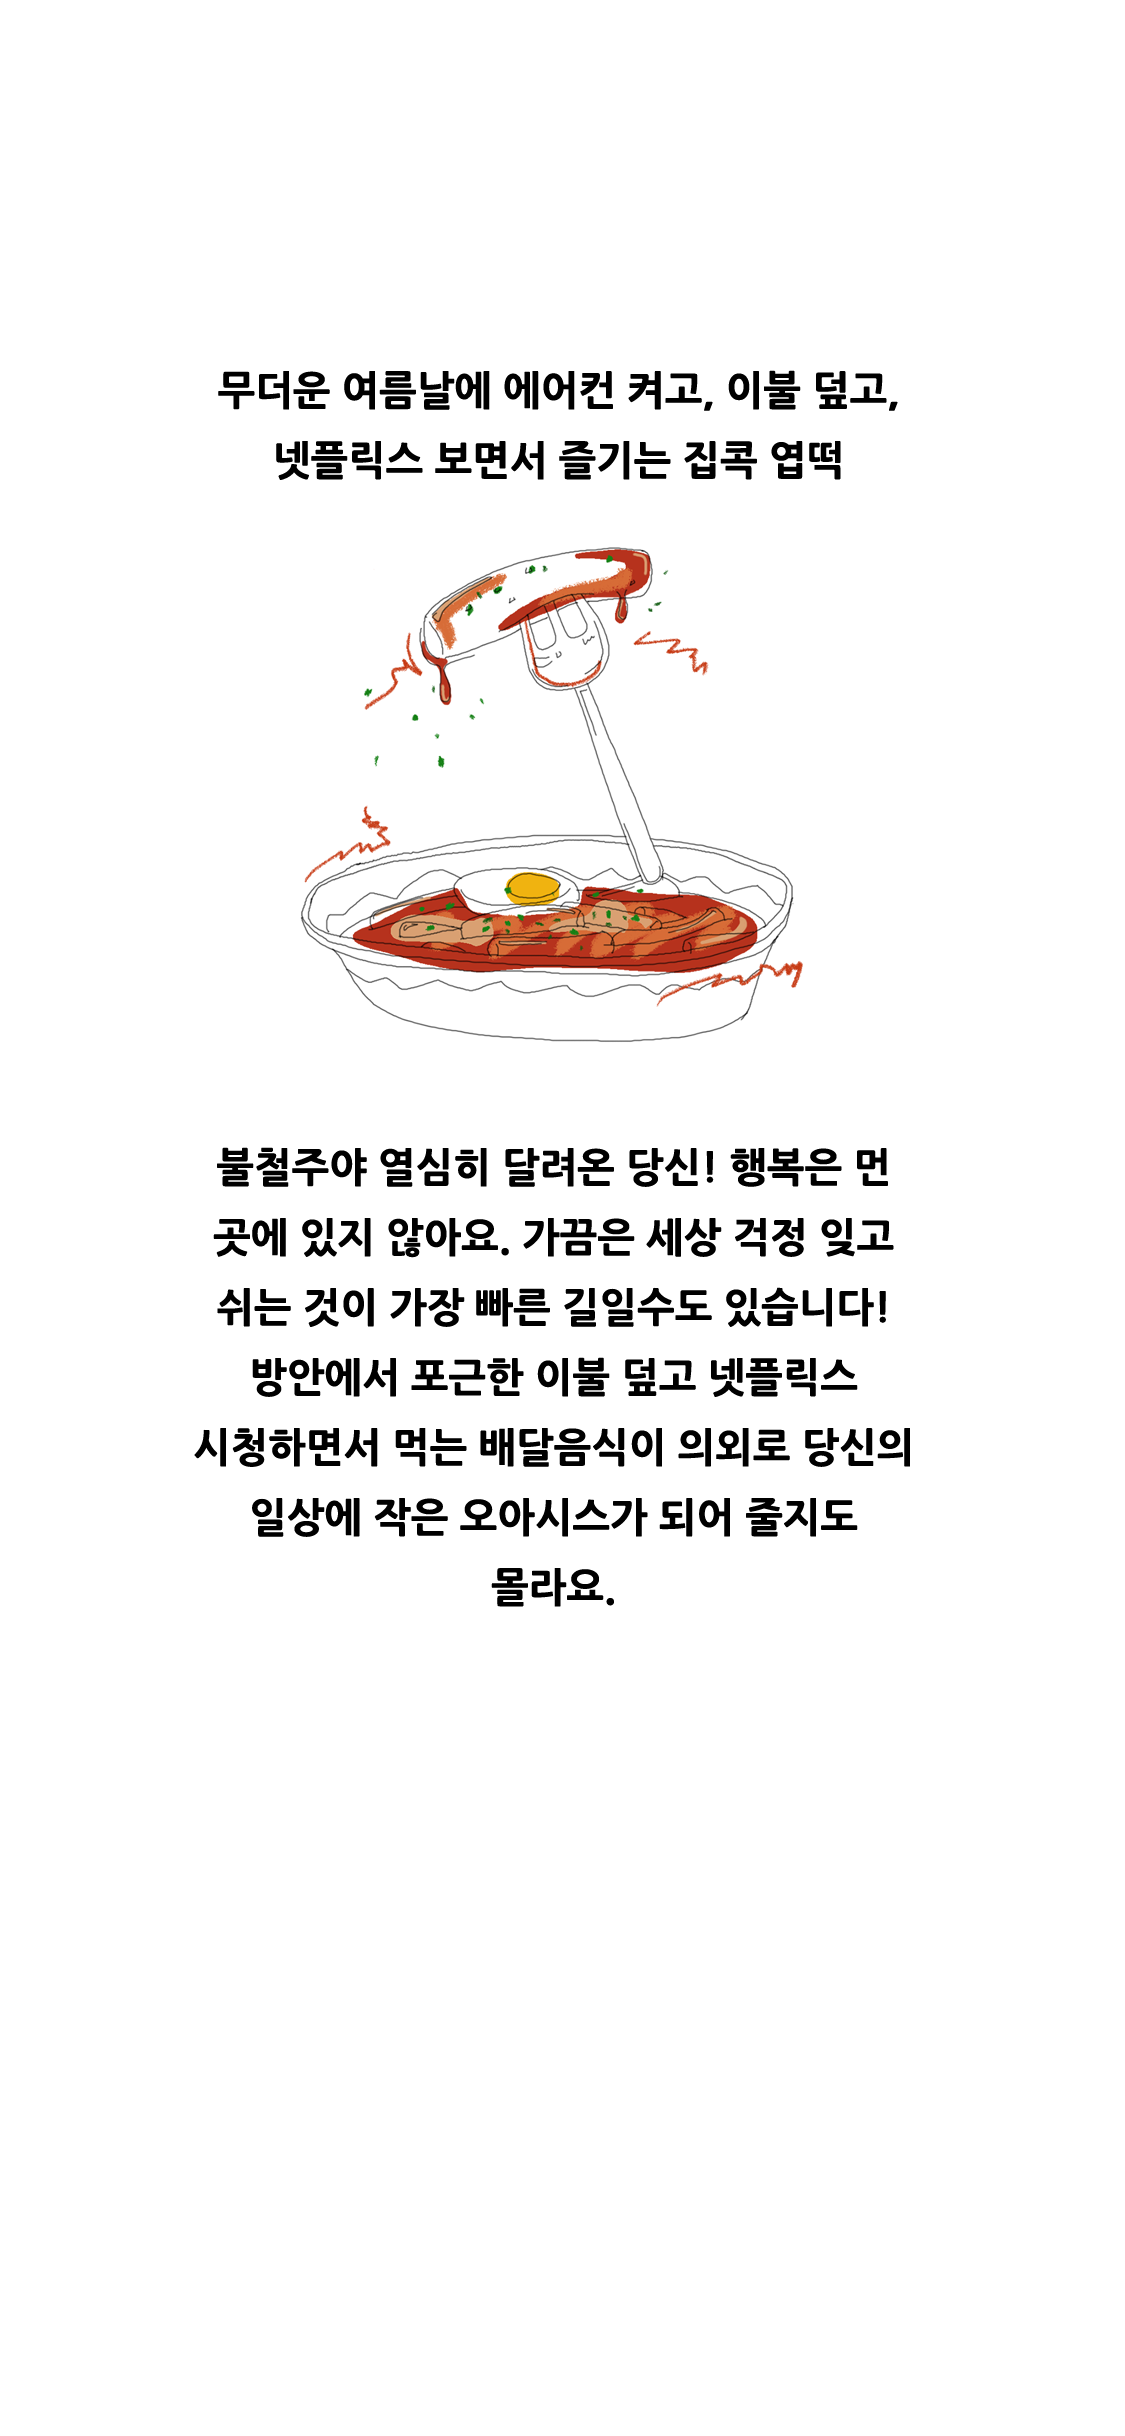 무더운 여름날에 에어컨 켜고, 이불 덮고,
넷플릭스 보면서 즐기는 집콕 엽떡
불철주야 열심히 달려온 당신! 행복은 먼
곳에 있지 않아요. 가끔은 세상 걱정 잊고
쉬는 것이 가장 빠른 길일수도 있습니다!
방안에서 포근한 이불 덮고 넷플릭스
시청하면서 먹는 배달음식이 의외로 당신의
일상에 작은 오아시스가 되어 줄지도
몰라요.